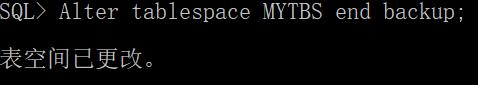 SQL> Alter tablespace MYTBS end backup;
表空间已更改。